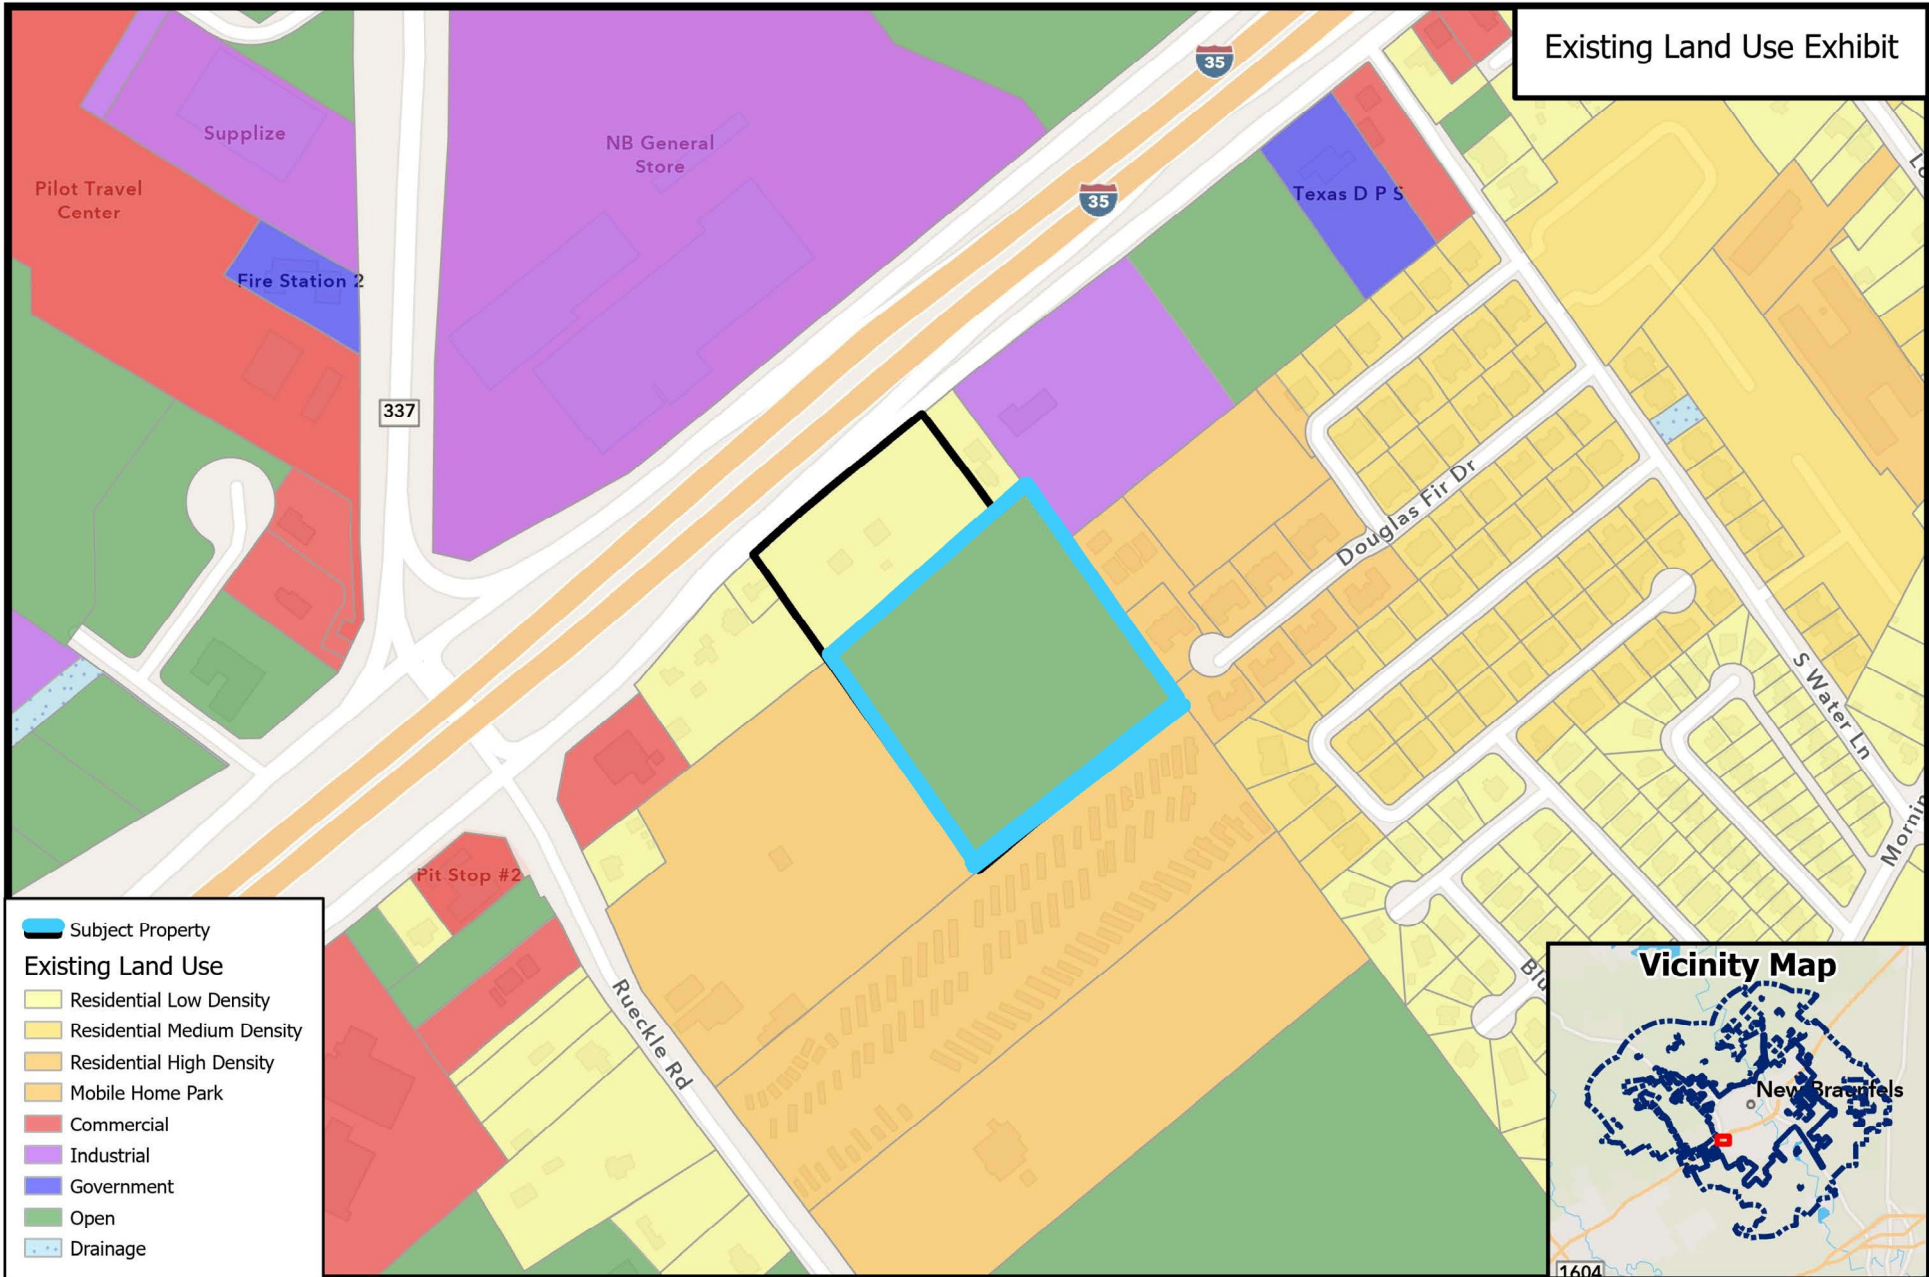 Existing Land Use Exhibit
35
35
Supplize
NB General
Store
Pilot Travel
Center
Texas D P S
Fire Station 2
337
Douglas Fir Dr
S Water Ln
Mornin
Pit Stop #2
Rueckle Rd
Blu
Subject Property
Existing Land Use
Residential Low Density
Residential Medium Density
Residential High Density
Mobile Home Park
Commercial
Industrial
Government
Open
Drainage
Vicinity Map
New Braunfels
1604